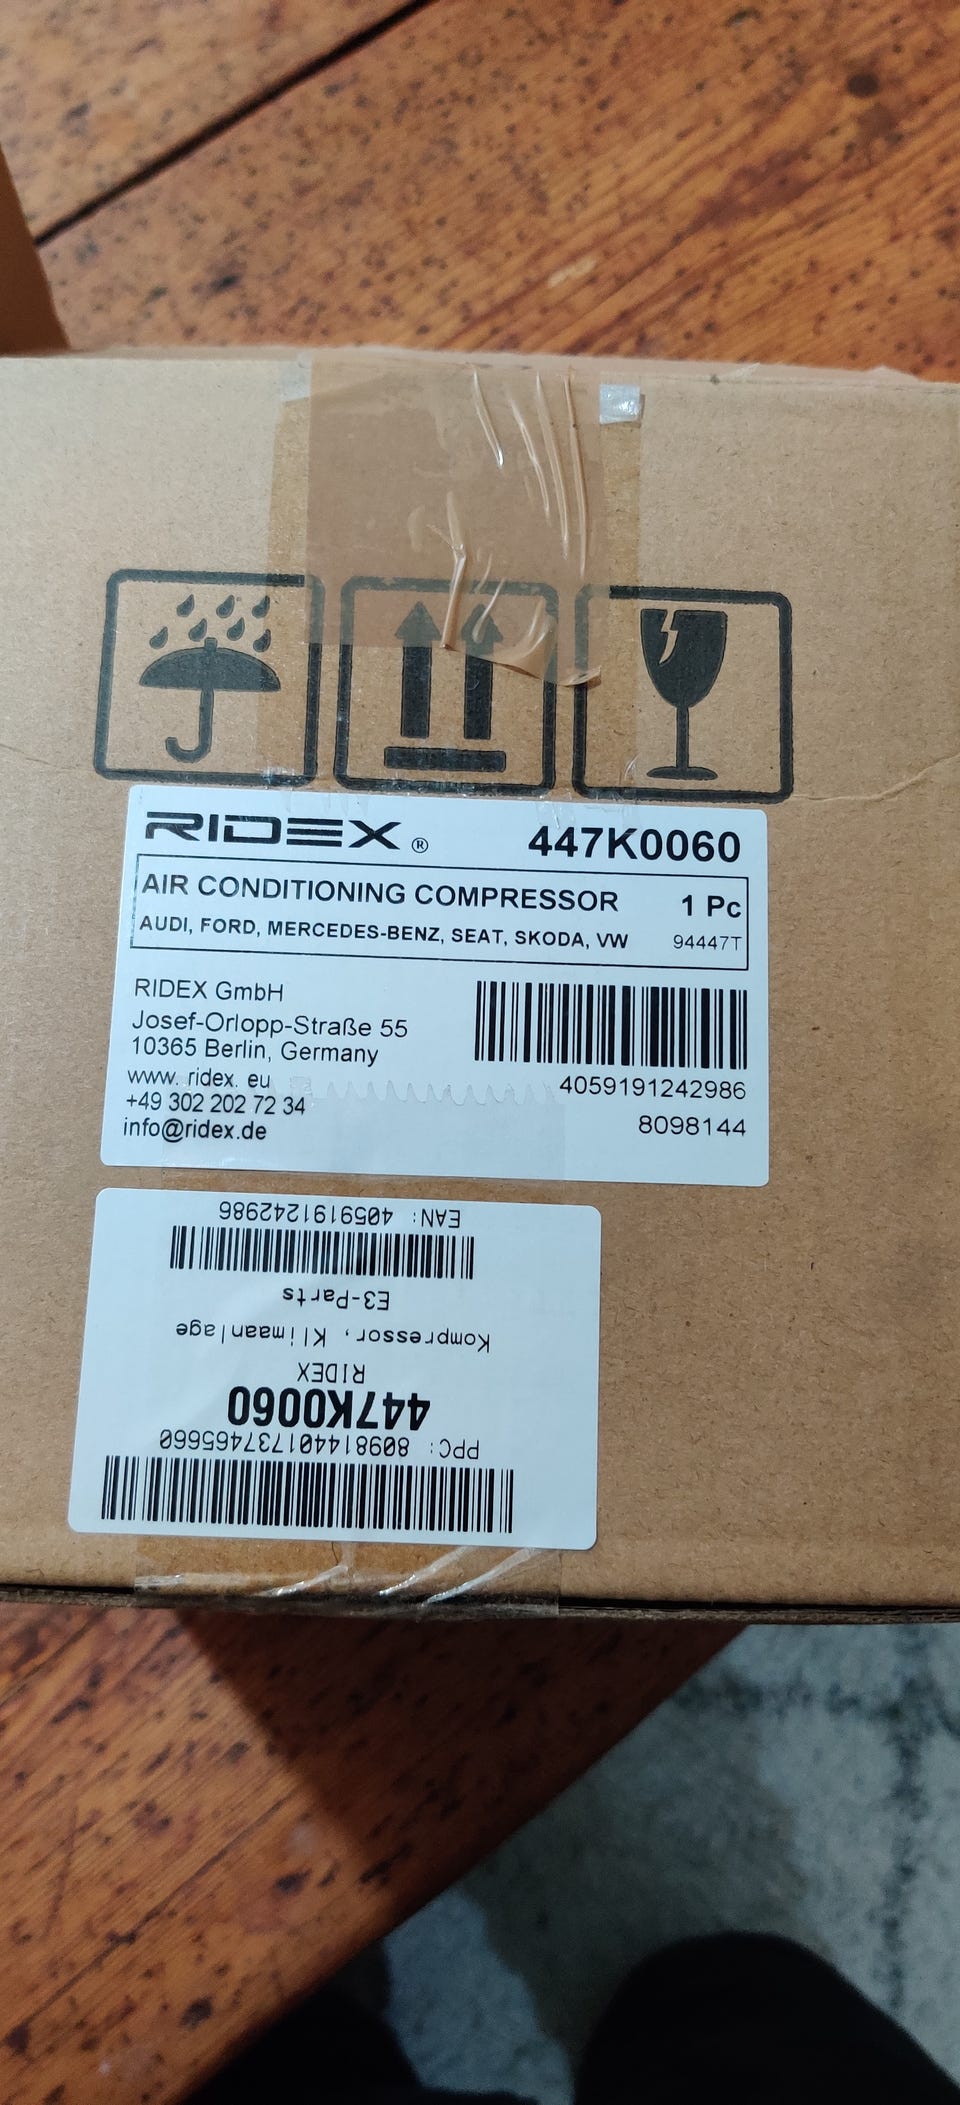 RIDEX ®
447K0060
AIR CONDITIONING COMPRESSOR 1 Pc
AUDI, FORD, MERCEDES-BENZ, SEAT, SKODA, VW 94447T
RIDEX GmbH
Josef-Orlopp-Straße 55
10365 Berlin, Germany
www. ridex. eu
+49 302 202 72 34
info@ridex.de
4059191242986
8098144
PPC: 8098144017374656​60
447K0060
RIDEX
Kompressor, Klimaanlage
E3-Parts
EAN: 4059191242986